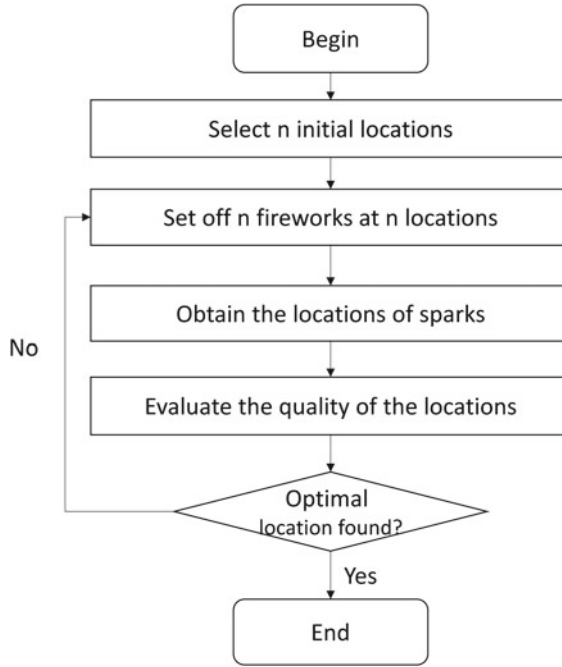 Begin
Select n initial locations
Set off n fireworks at n locations
Obtain the locations of sparks
No
Evaluate the quality of the locations
Optimal
location found?
Yes
End